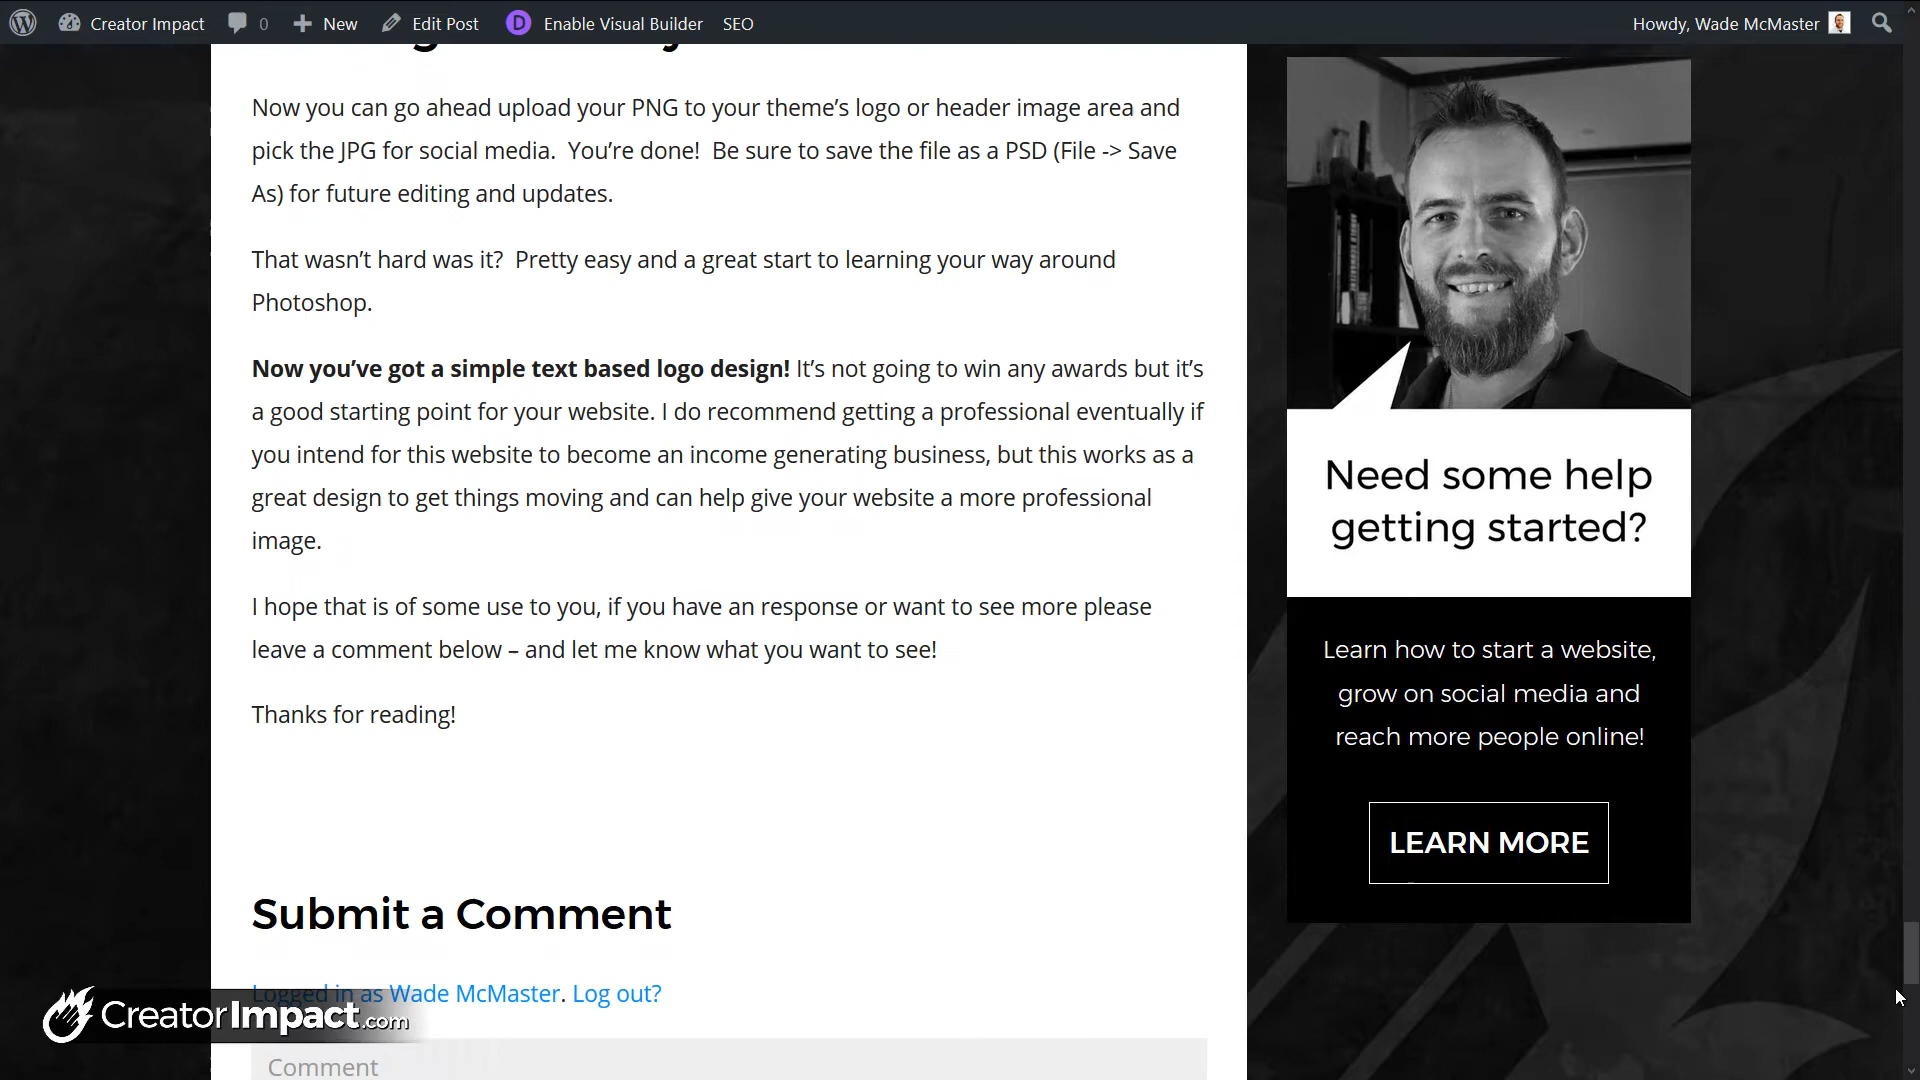 Creator Impact 0 New Edit Post Enable Visual Builder SEO Howdy, Wade McMaster
Now you can go ahead upload your PNG to your theme’s logo or header image area and
pick the JPG for social media.  You’re done!  Be sure to save the file as a PSD (File -> Save
As) for future editing and updates.
That wasn’t hard was it?  Pretty easy and a great start to learning your way around
Photoshop.
Now you’ve got a simple text based logo design! It’s not going to win any awards but it’s
a good starting point for your website. I do recommend getting a professional eventually if
you intend for this website to become an income generating business, but this works as a
great design to get things moving and can help give your website a more professional
image.
I hope that is of some use to you, if you have an response or want to see more please
leave a comment below – and let me know what you want to see!
Thanks for reading!
Submit a Comment
Logged in as Wade McMaster. Log out?
Comment
Need some help
getting started?
Learn how to start a website,
grow on social media and
reach more people online!
LEARN MORE
CreatorImpact.com